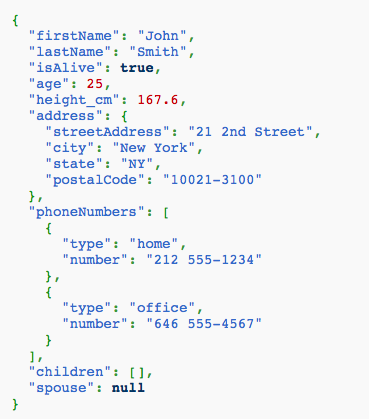 {
  "firstName": "John",
  "lastName": "Smith",
  "isAlive": true,
  "age": 25,
  "height_cm": 167.6,
  "address": {
    "streetAddress": "21 2nd Street",
    "city": "New York",
    "state": "NY",
    "postalCode": "10021-3100"
  },
  "phoneNumbers": [
    {
      "type": "home",
      "number": "212 555-1234"
    },
    {
      "type": "office",
      "number": "646 555-4567"
    }
  ],
  "children": [],
  "spouse": null
}